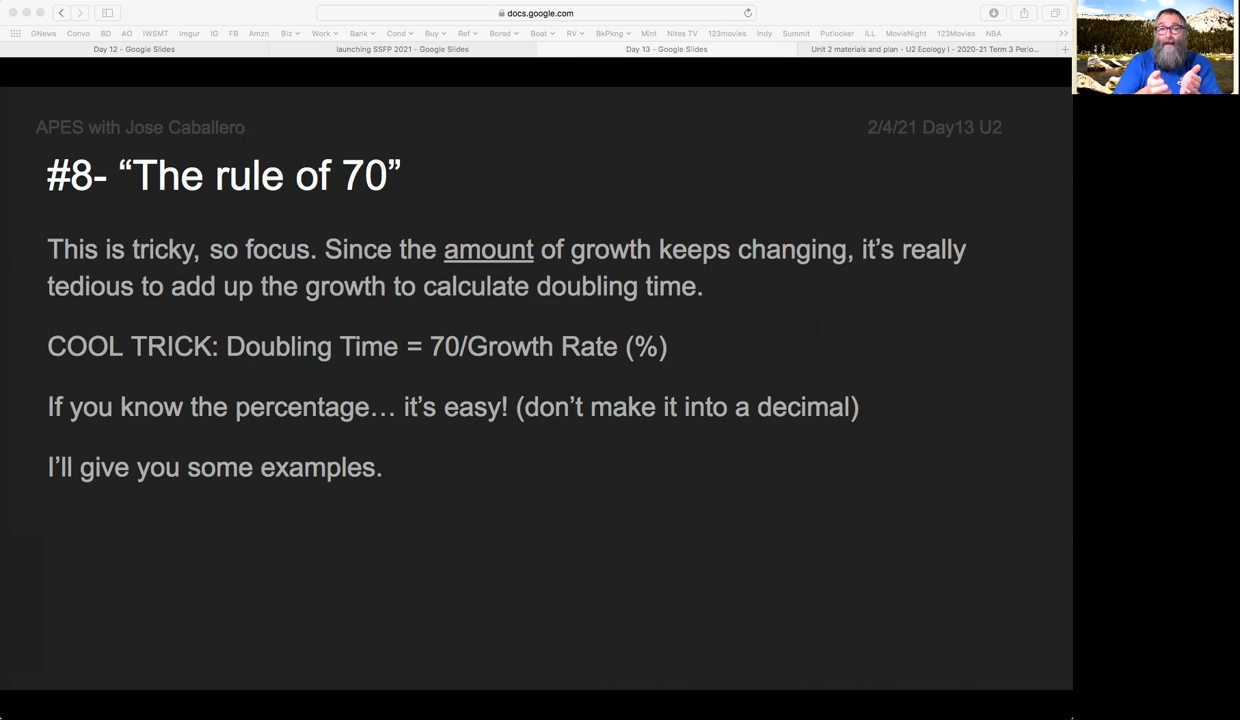 docs.google.com
GNews Convo BD AO IWSMT Imgur IG FB Amzn Biz Work Bank Cond Buy Ref Bored Boat RV BkPkng Mint Nites TV 123movies Indy Summit Putlocker ILL MovieNight 123Movies NBA >>
Day 12 - Google Slides launching SSFP 2021 - Google Slides Day 13 - Google Slides Unit 2 materials and plan - U2 Ecology I - 2020-21 Term 3 Perio... +
APES with Jose Caballero 2/4/21 Day13 U2
#8- “The rule of 70”
This is tricky, so focus. Since the amount of growth keeps changing, it’s really
tedious to add up the growth to calculate doubling time.
COOL TRICK: Doubling Time = 70/Growth Rate (%)
If you know the percentage… it’s easy! (don’t make it into a decimal)
I’ll give you some examples.